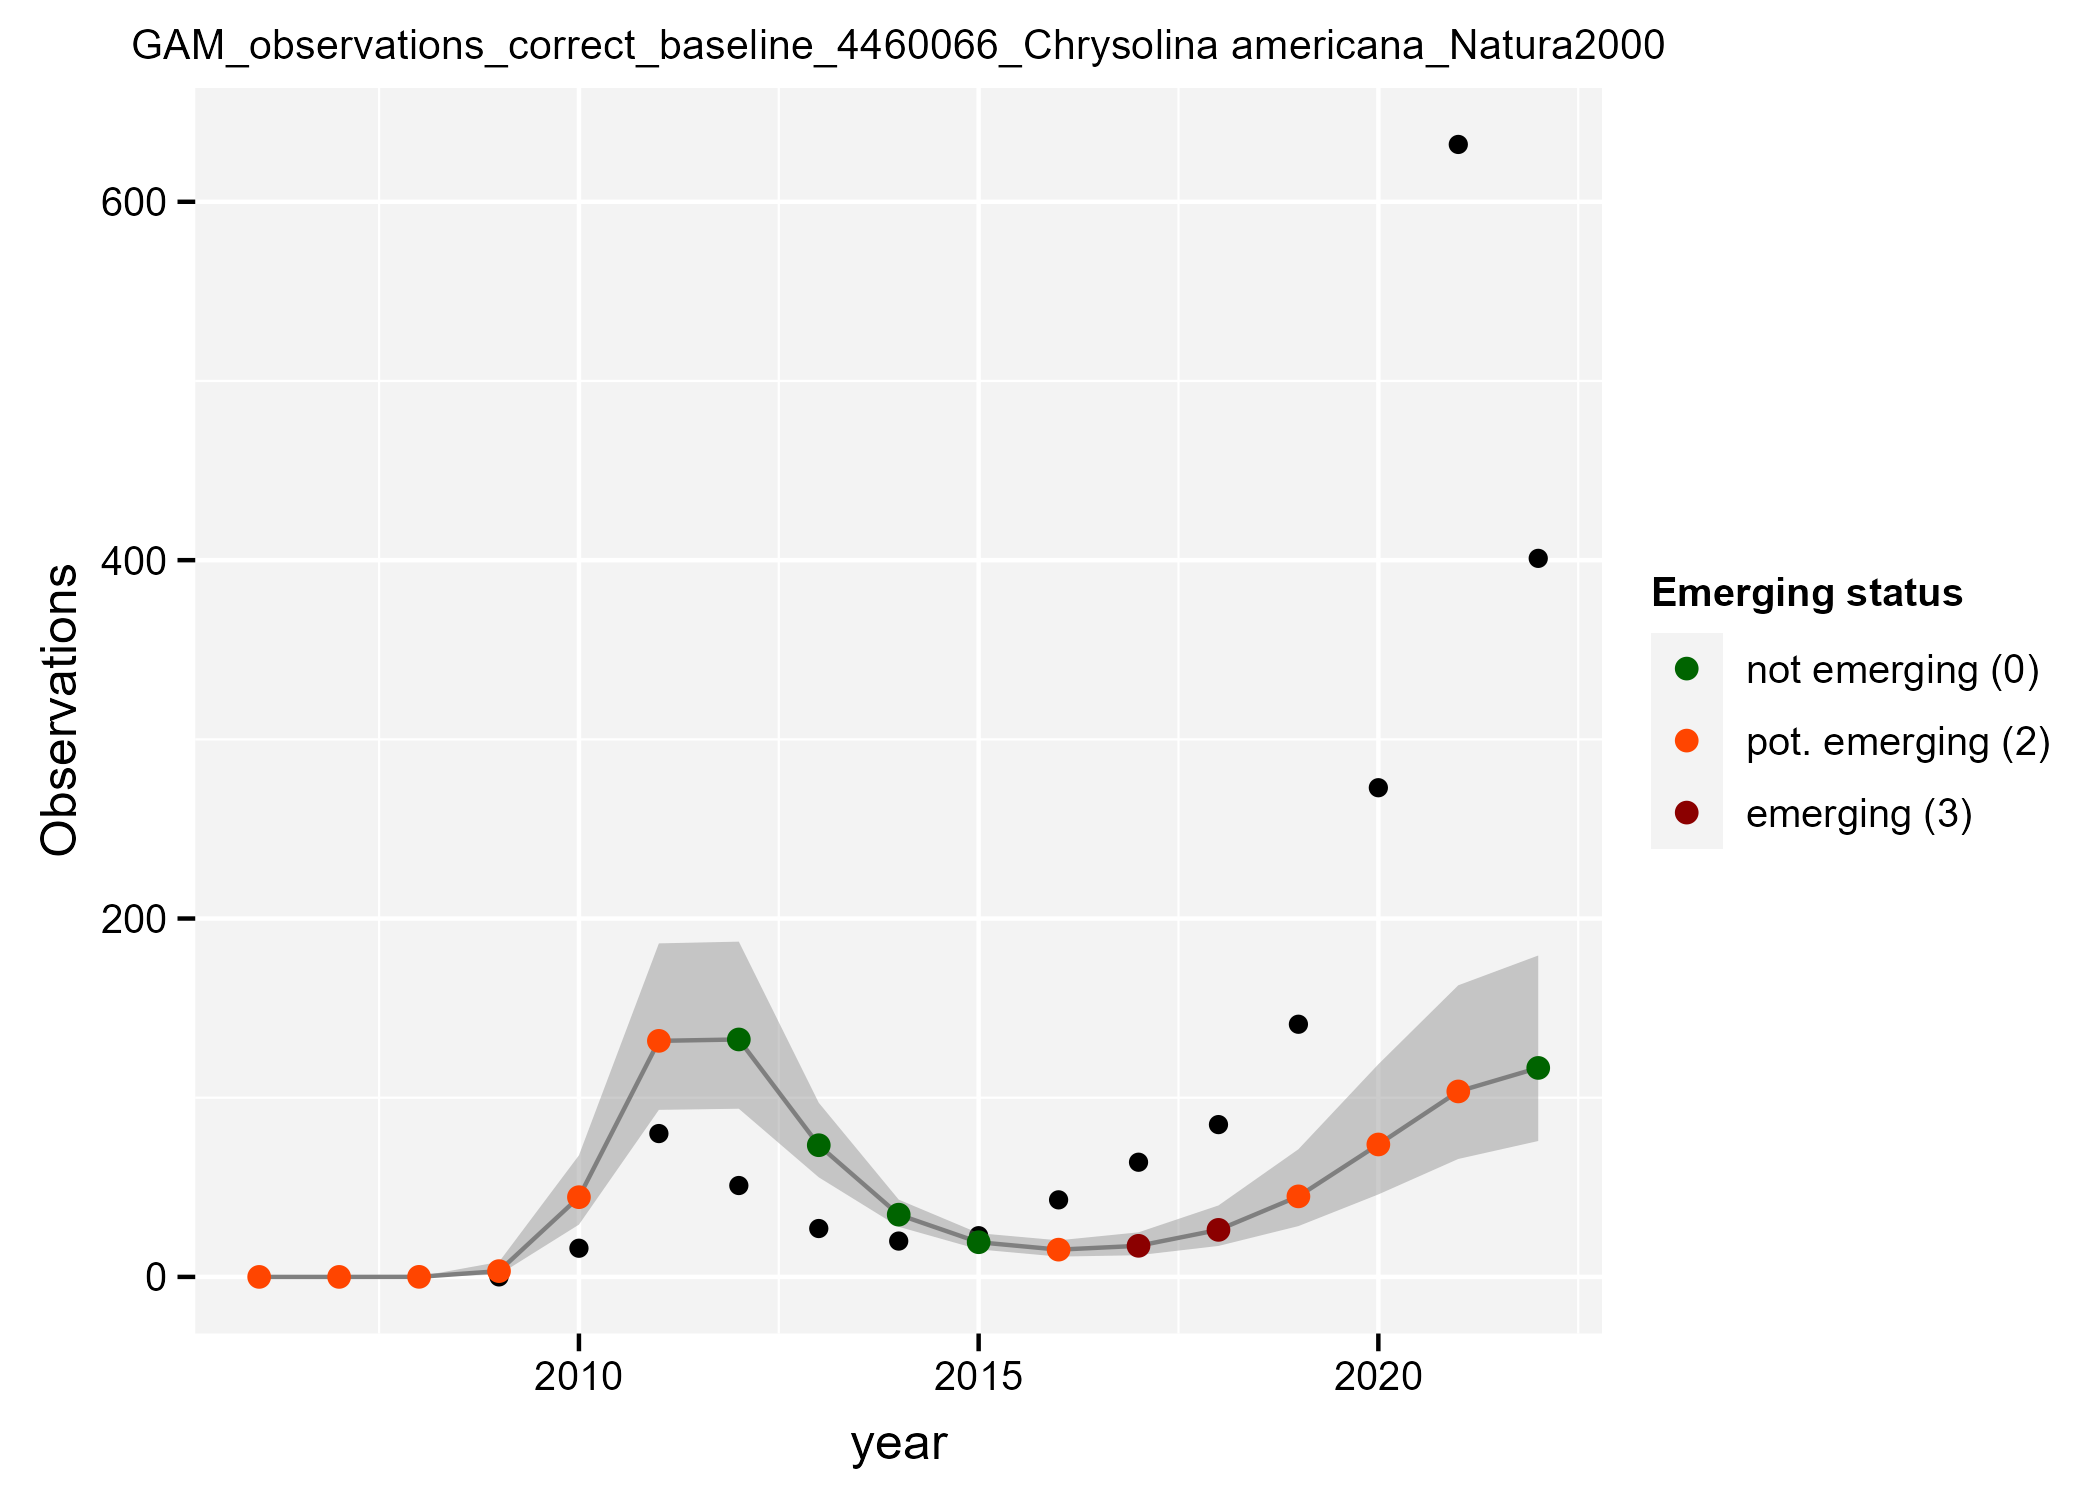 GAM_observations_correct_baseline_4460066_Chrysolina americana_Natura2000
600
400
200
0
Observations
2010
2015
2020
year
Emerging status
not emerging (0)
pot. emerging (2)
emerging (3)